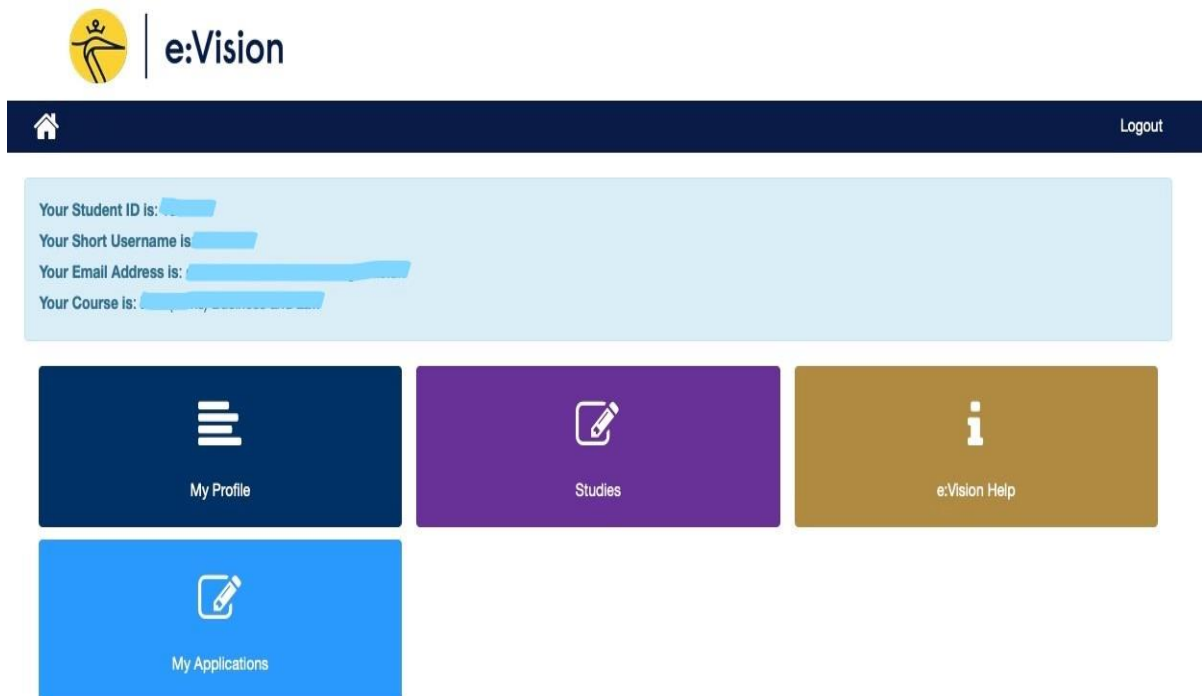 e:Vision
Logout
Your Student ID is:
Your Short Username is
Your Email Address is:
Your Course is:
My Profile
Studies
e:Vision Help
My Applications